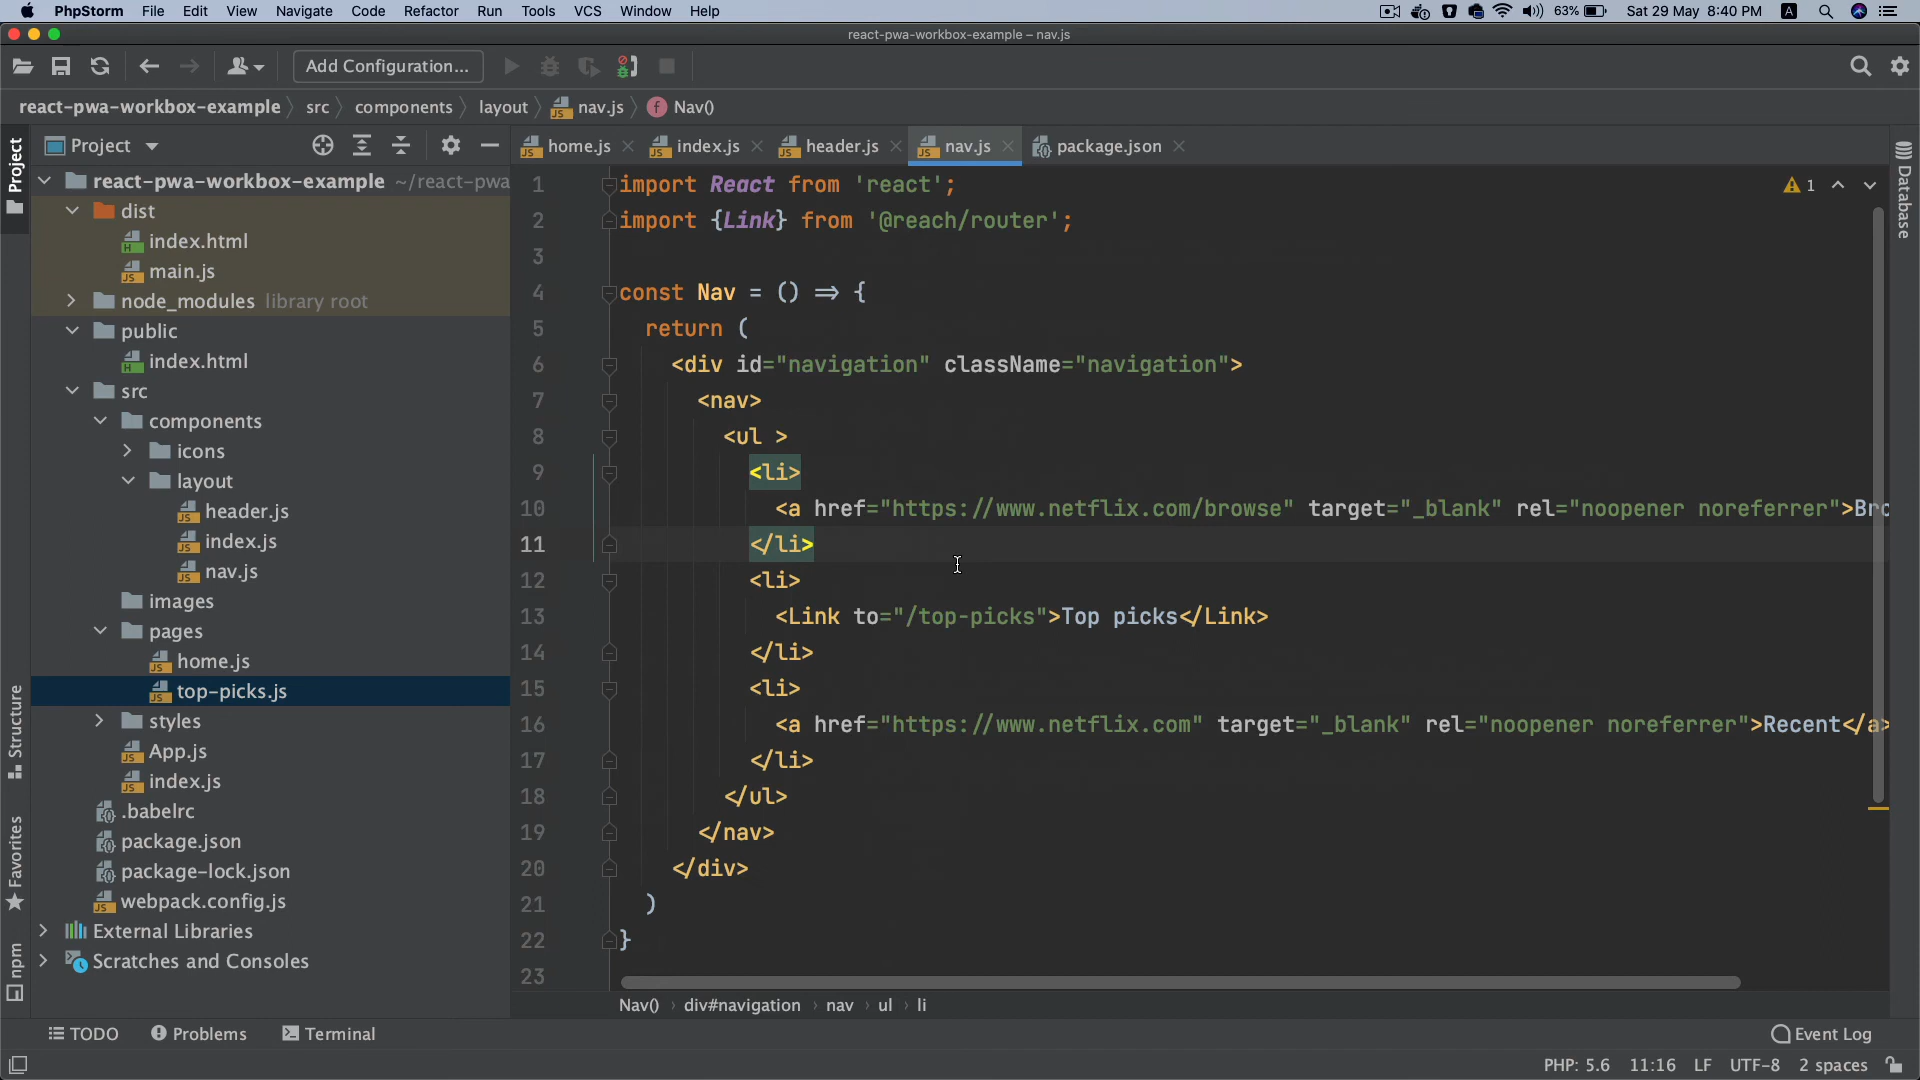 PhpStorm File Edit View Navigate Code Refactor Run Tools VCS Window Help 63% Sat 29 May 8:40 PM A
react-pwa-workbox-example – nav.js
Add Configuration...
react-pwa-workbox-example src components layout nav.js f Nav()
Project
Project
home.js
index.js
header.js
nav.js
package.json
Database
react-pwa-workbox-example ~/react-pwa
dist
index.html
main.js
node_modules library root
public
index.html
src
components
icons
layout
header.js
index.js
nav.js
images
pages
home.js
top-picks.js
styles
App.js
index.js
.babelrc
package.json
package-lock.json
webpack.config.js
External Libraries
Scratches and Consoles
Structure
Favorites
npm
1 import React from 'react';
2 import {Link} from '@reach/router';
3
4 const Nav = () => {
5 return (
6 <div id="navigation" className="navigation">
7 <nav>
8 <ul >
9 <li>
10 <a href="https://www.netflix.com/browse" target="_blank" rel="noopener noreferrer">Bro
11 </li>
12 <li>
13 <Link to="/top-picks">Top picks</Link>
14 </li>
15 <li>
16 <a href="https://www.netflix.com" target="_blank" rel="noopener noreferrer">Recent</a>
17 </li>
18 </ul>
19 </nav>
20 </div>
21 )
22 }
23
1
Nav() div#navigation nav ul li
TODO Problems Terminal Event Log
PHP: 5.6 11:16 LF UTF-8 2 spaces